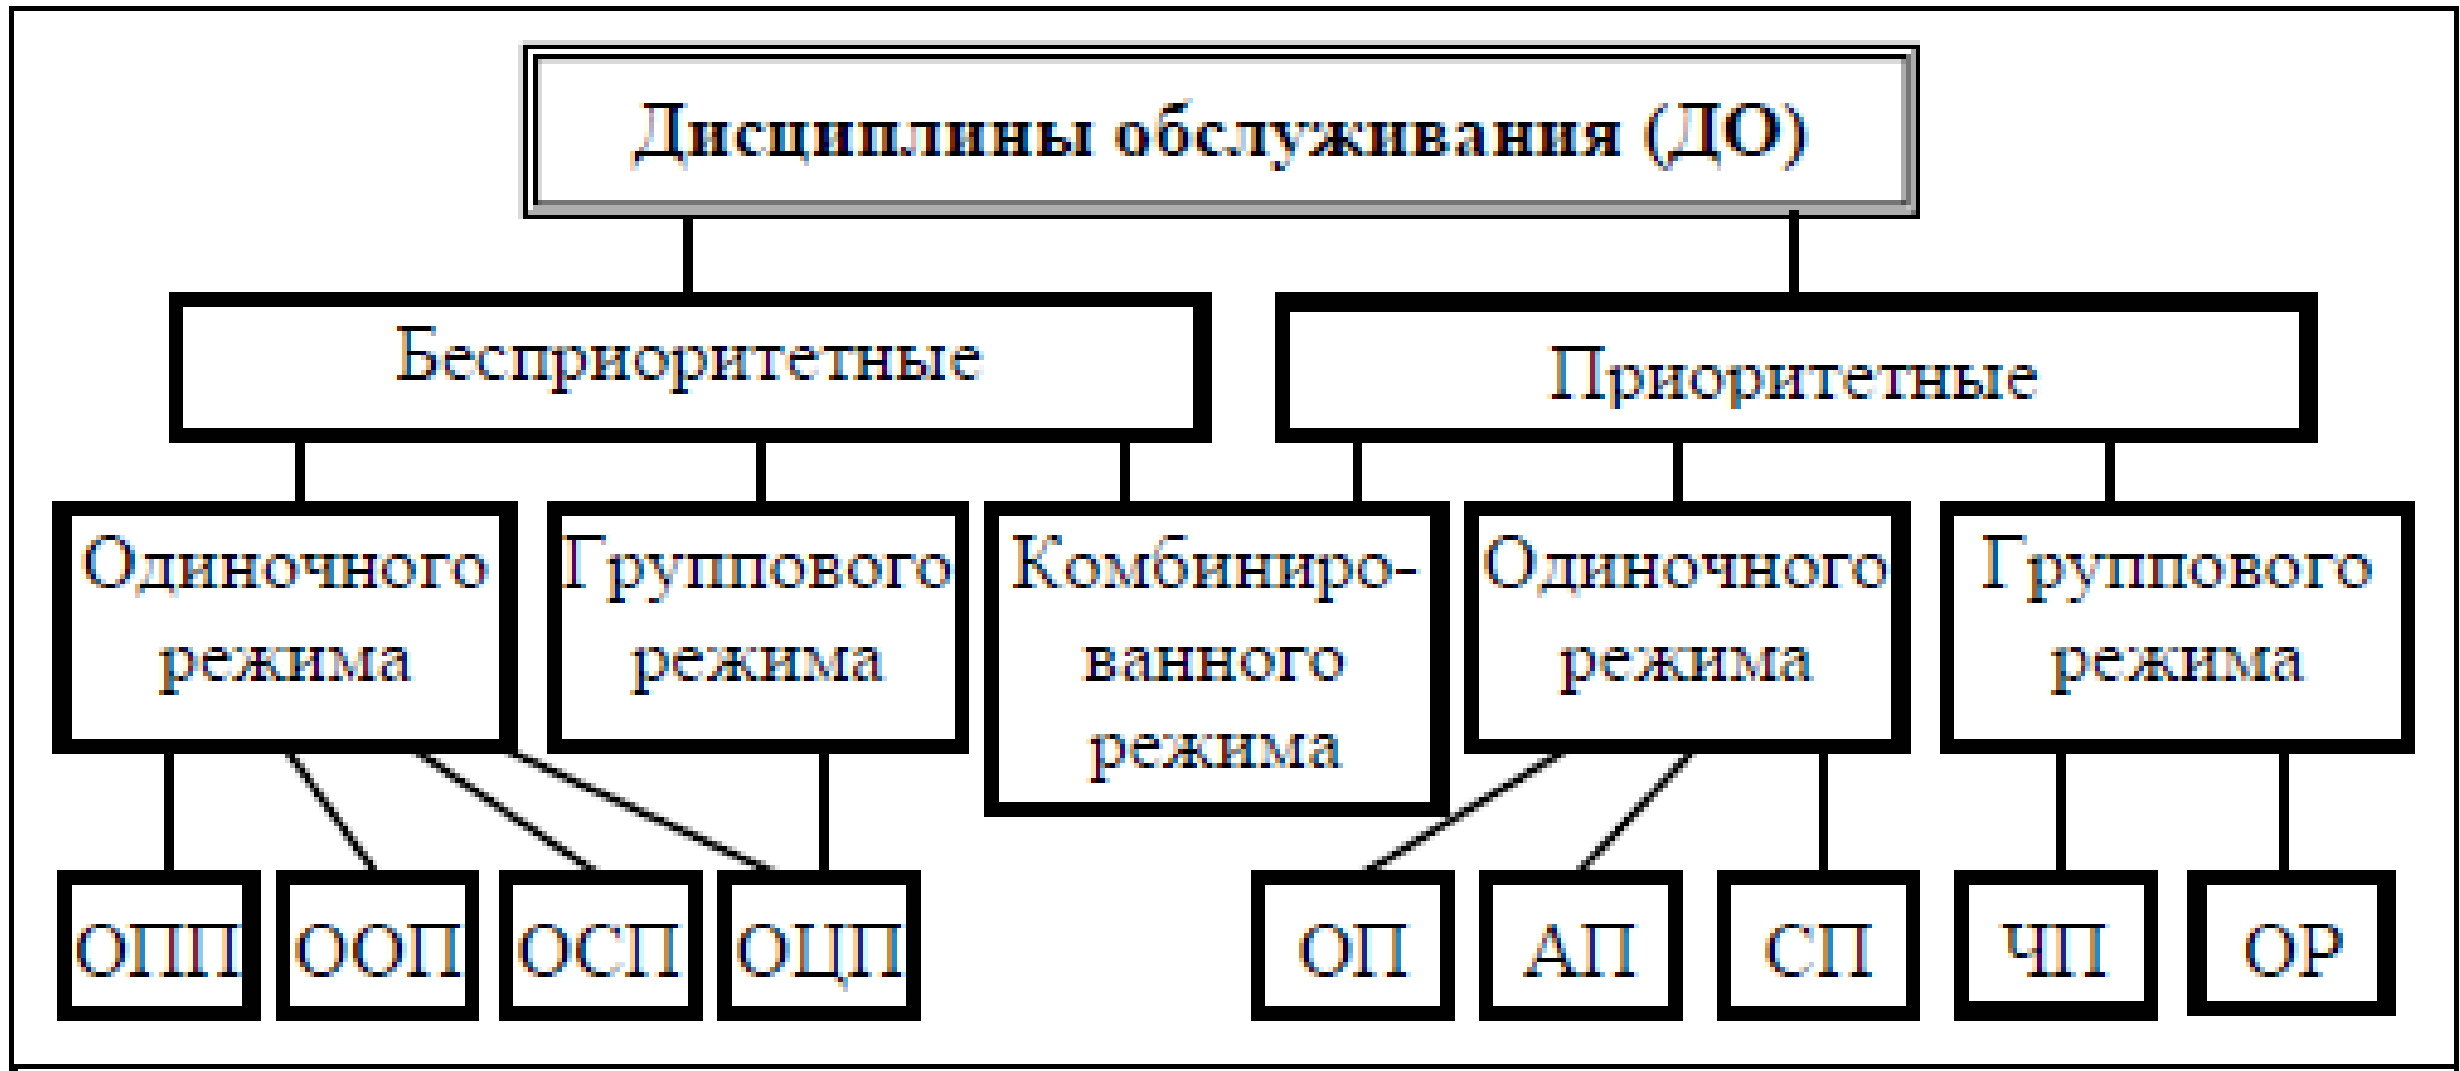 Дисциплины обслуживания (ДО)
Бесприоритетные
Приоритетные
Одиночного
режима
Группового
режима
Комбиниро-
ванного
режима
Одиночного
режима
Группового
режима
ОПП
ООП
ОСП
ОЦП
ОП
АП
СП
ЧП
ОР